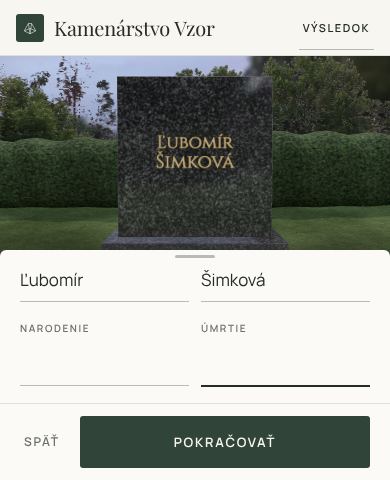 Kamenárstvo Vzor
VÝSLEDOK
ĽUBOMÍR
ŠIMKOVÁ
Ľubomír
Šimková
NARODENIE
ÚMRTIE
SPÄŤ
POKRAČOVAŤ